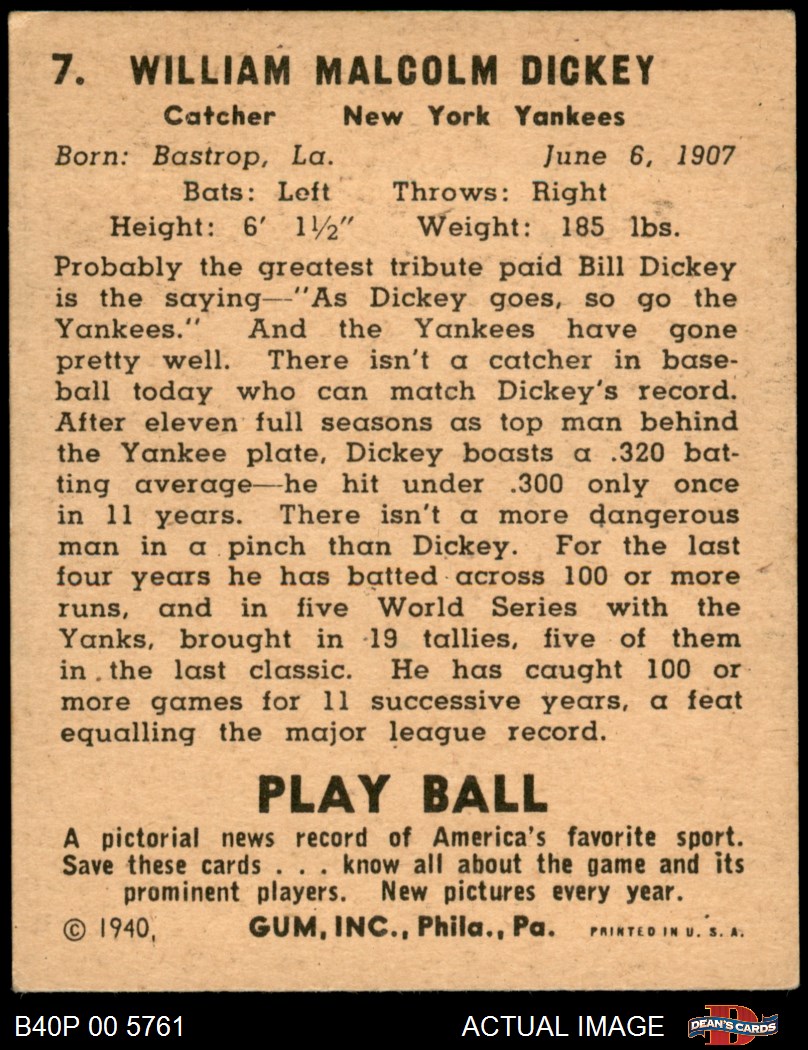 7. WILLIAM MALCOLM DICKEY
Catcher New York Yankees
Born: Bastrop, La. June 6, 1907
Bats: Left Throws: Right
Height: 6' 1½" Weight: 185 lbs.
Probably the greatest tribute paid Bill Dickey
is the saying—"As Dickey goes, so go the
Yankees." And the Yankees have gone
pretty well. There isn't a catcher in base-
ball today who can match Dickey's record.
After eleven full seasons as top man behind
the Yankee plate, Dickey boasts a .320 bat-
ting average—he hit under .300 only once
in 11 years. There isn't a more dangerous
man in a pinch than Dickey. For the last
four years he has batted across 100 or more
runs, and in five World Series with the
Yanks, brought in 19 tallies, five of them
in the last classic. He has caught 100 or
more games for 11 successive years, a feat
equalling the major league record.
PLAY BALL
A pictorial news record of America's favorite sport.
Save these cards . . . know all about the game and its
prominent players. New pictures every year.
© 1940, GUM, INC., Phila., Pa. PRINTED IN U. S. A.
B40P 00 5761 ACTUAL IMAGE D DEAN'S CARDS